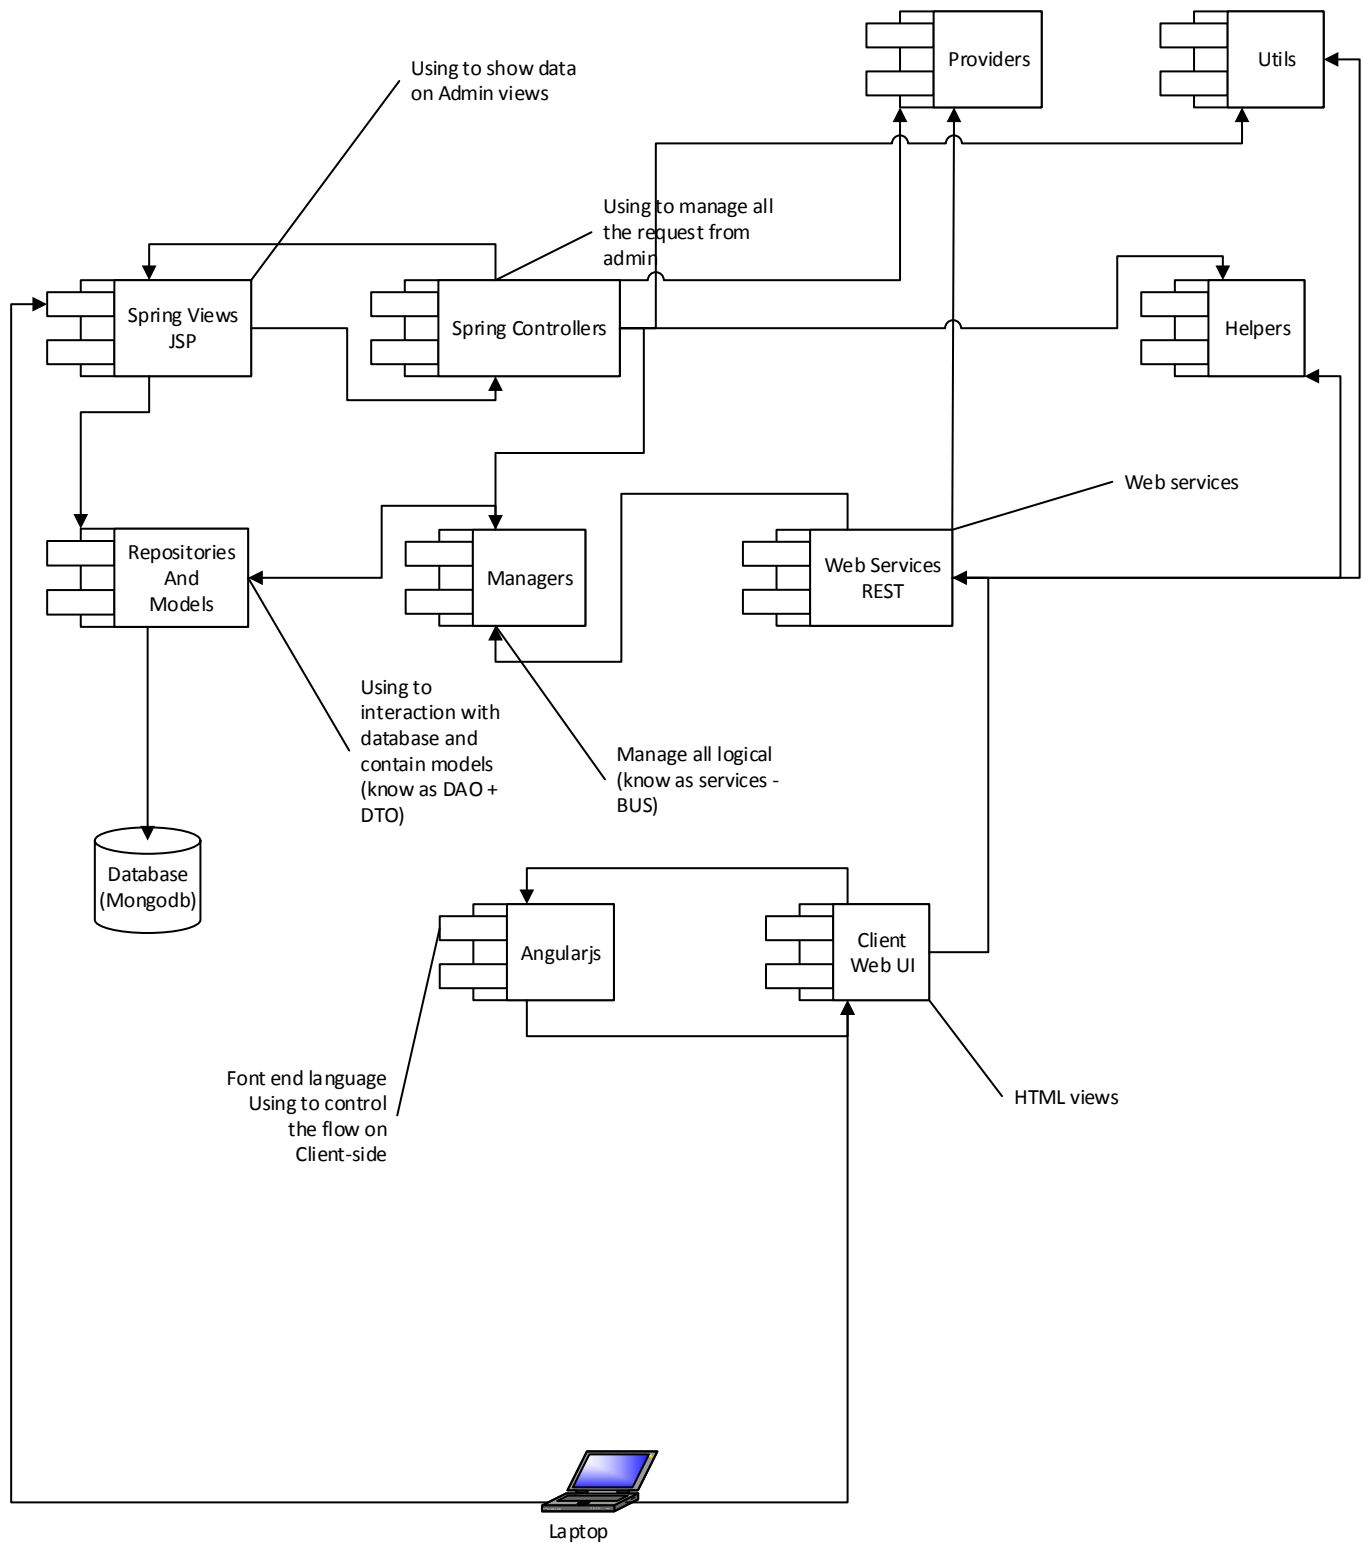 Providers
Utils
Using to show data
on Admin views
Using to manage all
the request from
admin
Spring Views
JSP
Spring Controllers
Helpers
Web services
Repositories
And
Models
Managers
Web Services
REST
Using to
interaction with
database and
contain models
(know as DAO +
DTO)
Manage all logical
(know as services -
BUS)
Database
(Mongodb)
Angularjs
Client
Web UI
Font end language
Using to control
the flow on
Client-side
HTML views
Laptop